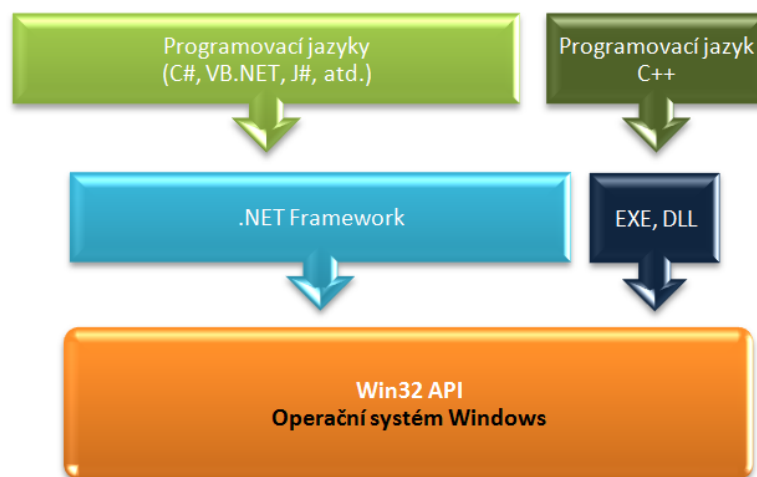 Programovací jazyky
(C#, VB.NET, J#, atd.)
Programovací jazyk
C++
.NET Framework
EXE, DLL
Win32 API
Operační systém Windows